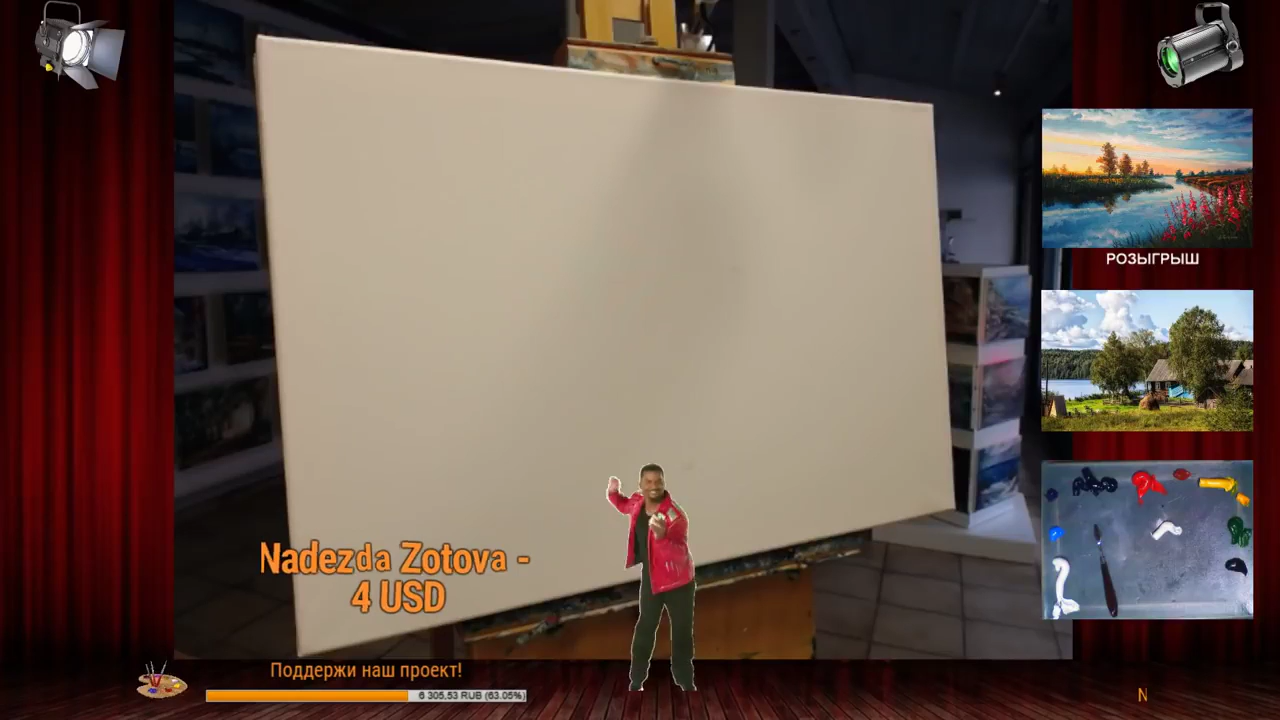 РОЗЫГРЫШ
Nadezda Zotova -
4 USD
Поддержи наш проект!
6 305,53 RUB (63.05%)
N